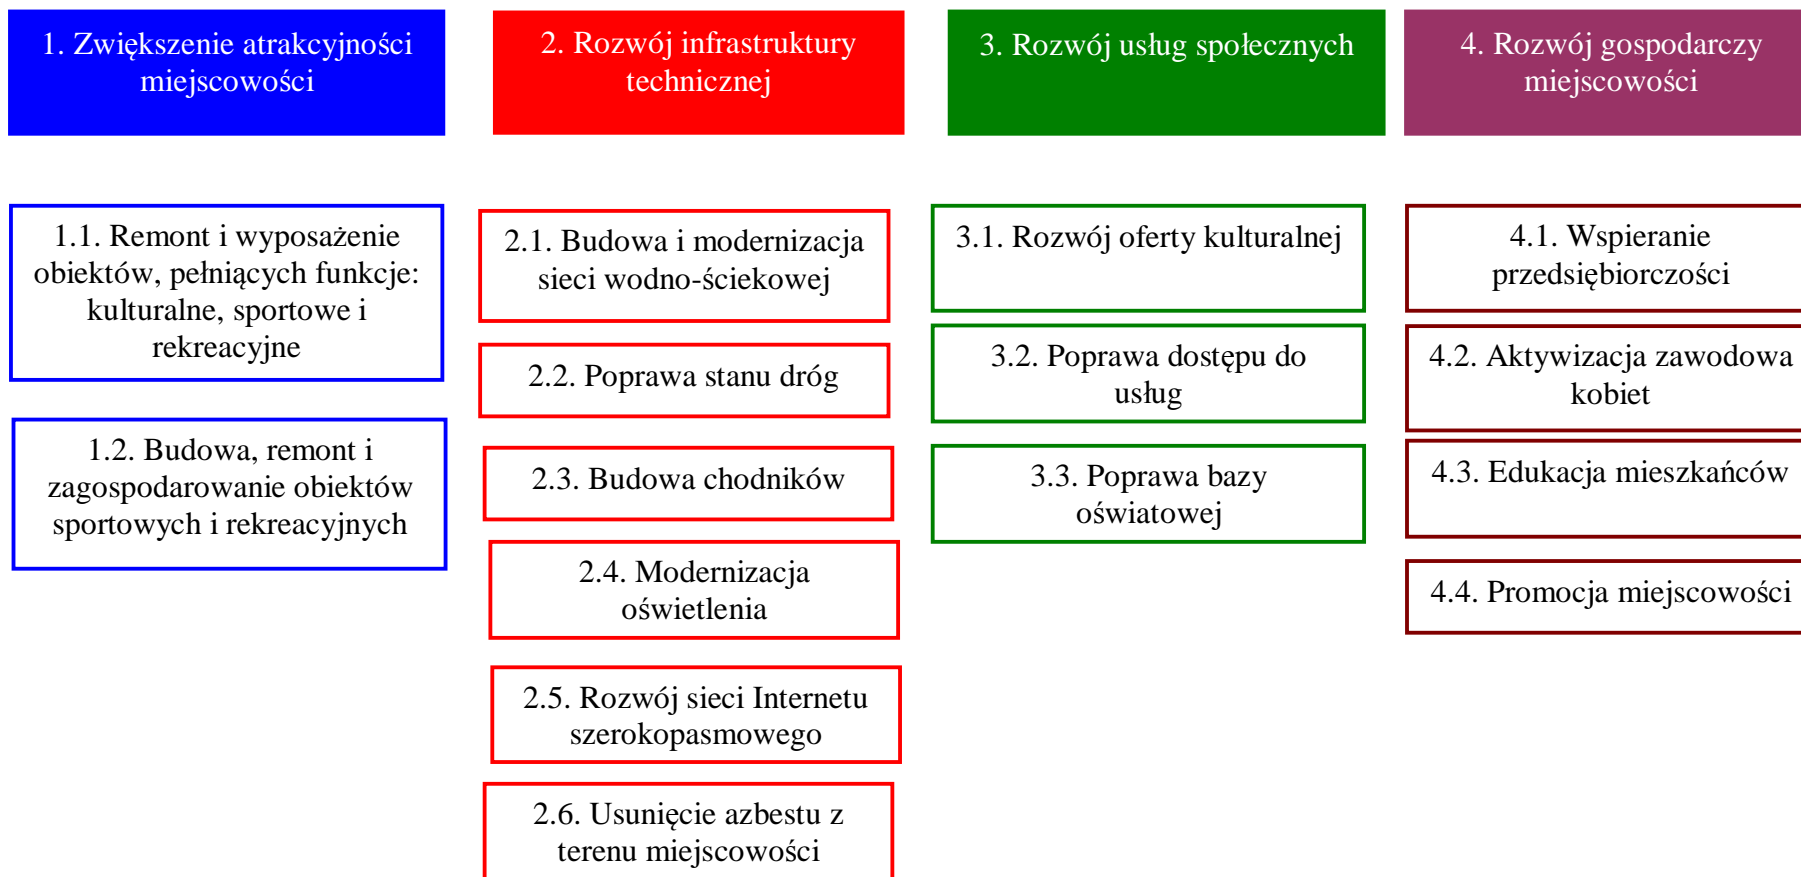 1. Zwiększenie atrakcyjności
miejscowości
2. Rozwój infrastruktury
technicznej
3. Rozwój usług społecznych
4. Rozwój gospodarczy
miejscowości
1.1. Remont i wyposażenie
obiektów, pełniących funkcje:
kulturalne, sportowe i
rekreacyjne
1.2. Budowa, remont i
zagospodarowanie obiektów
sportowych i rekreacyjnych
2.1. Budowa i modernizacja
sieci wodno-ściekowej
2.2. Poprawa stanu dróg
2.3. Budowa chodników
2.4. Modernizacja
oświetlenia
2.5. Rozwój sieci Internetu
szerokopasmowego
2.6. Usunięcie azbestu z
terenu miejscowości
3.1. Rozwój oferty kulturalnej
3.2. Poprawa dostępu do
usług
3.3. Poprawa bazy
oświatowej
4.1. Wspieranie
przedsiębiorczości
4.2. Aktywizacja zawodowa
kobiet
4.3. Edukacja mieszkańców
4.4. Promocja miejscowości